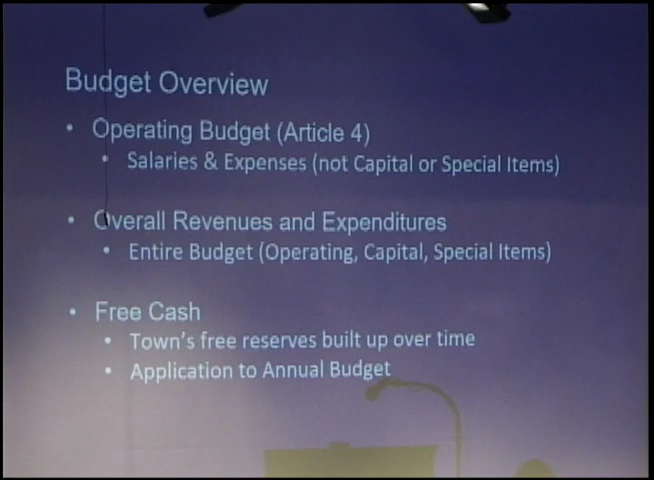 Budget Overview
• Operating Budget (Article 4)
• Salaries & Expenses (not Capital or Special Items)
• Overall Revenues and Expenditures
• Entire Budget (Operating, Capital, Special Items)
• Free Cash
• Town's free reserves built up over time
• Application to Annual Budget